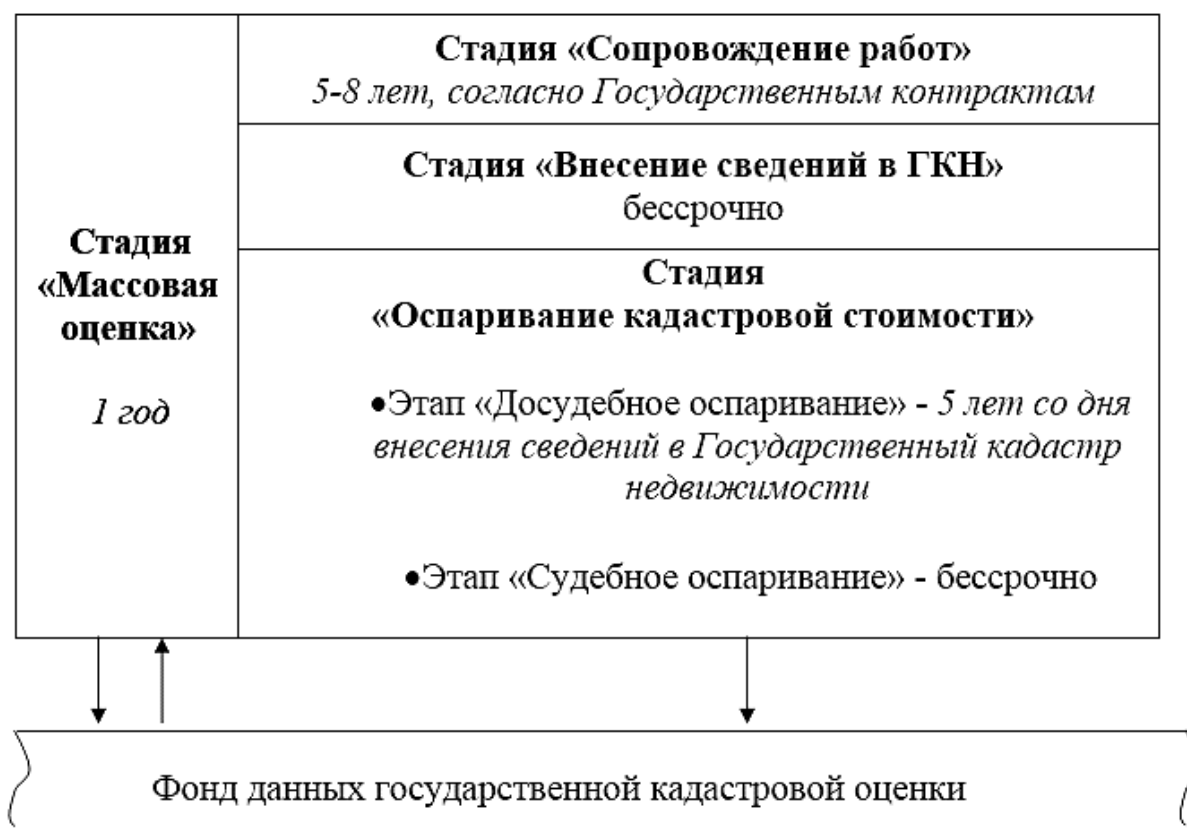 Стадия
«Массовая
оценка»
1 год
Стадия «Сопровождение работ»
5-8 лет, согласно Государственным контрактам
Стадия «Внесение сведений в ГКН»
бессрочно
Стадия
«Оспаривание кадастровой стоимости»
•Этап «Досудебное оспаривание» - 5 лет со дня
внесения сведений в Государственный кадастр
недвижимости
•Этап «Судебное оспаривание» - бессрочно
Фонд данных государственной кадастровой оценки